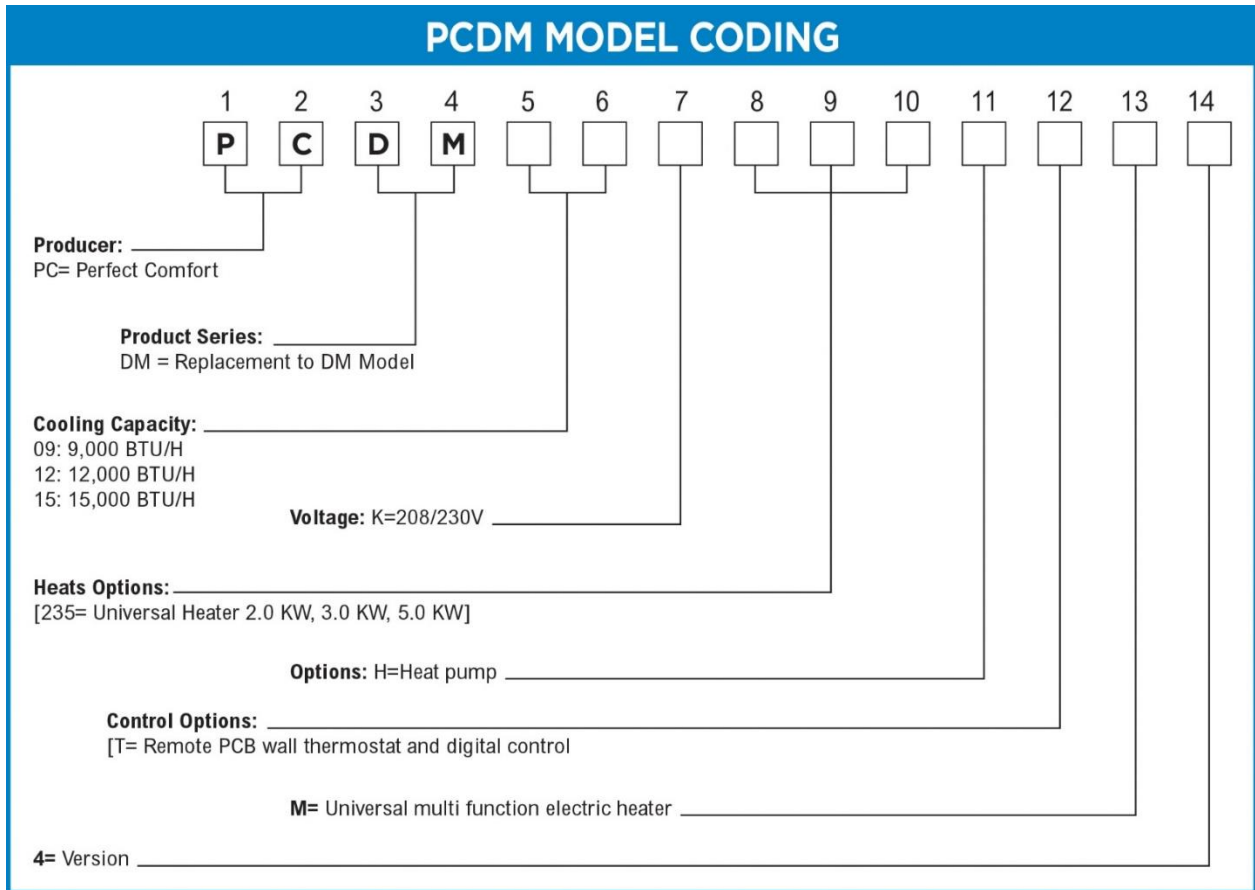 PCDM MODEL CODING
1 2 3 4 5 6 7 8 9 10 11 12 13 14
P C D M
Producer:
PC= Perfect Comfort
Product Series:
DM = Replacement to DM Model
Cooling Capacity:
09: 9,000 BTU/H
12: 12,000 BTU/H
15: 15,000 BTU/H
Voltage: K=208/230V
Heats Options:
[235= Universal Heater 2.0 KW, 3.0 KW, 5.0 KW]
Options: H=Heat pump
Control Options:
[T= Remote PCB wall thermostat and digital control
M= Universal multi function electric heater
4= Version